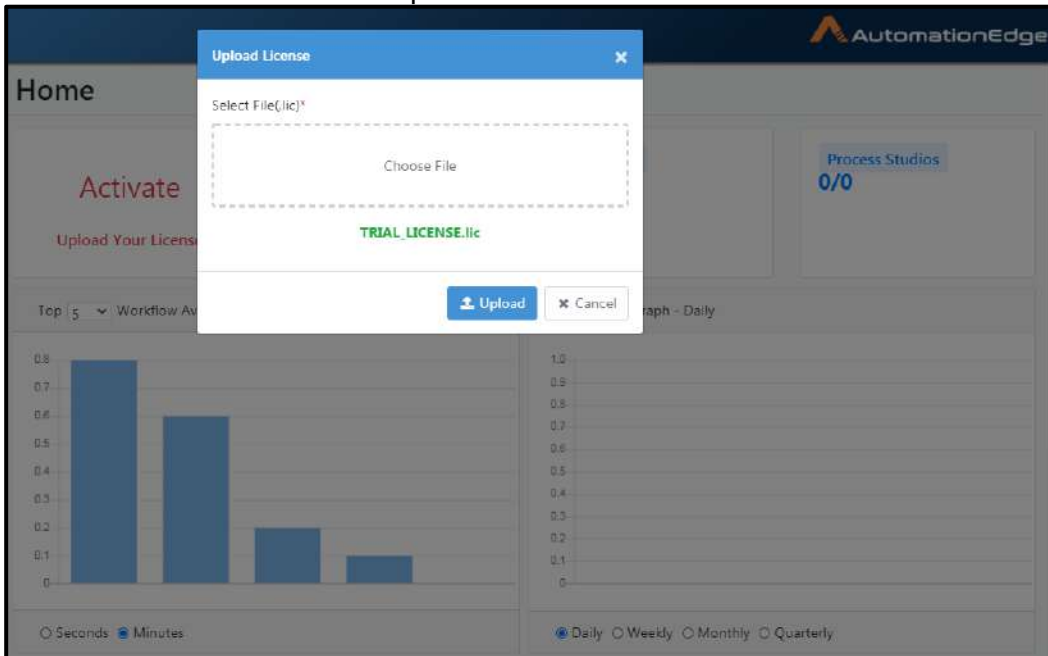 AutomationEdge
Upload License
Home
Select File(.lic)*
Choose File
TRIAL_LICENSE.lic
Upload
Cancel
Activate
Upload Your License
Process Studios
0/0
Top 5 Workflow Av
raph - Daily
0.8
0.7
0.6
0.5
0.4
0.3
0.2
0.1
0
1.0
0.9
0.8
0.7
0.6
0.5
0.4
0.3
0.2
0.1
0
Seconds Minutes
Daily Weekly Monthly Quarterly